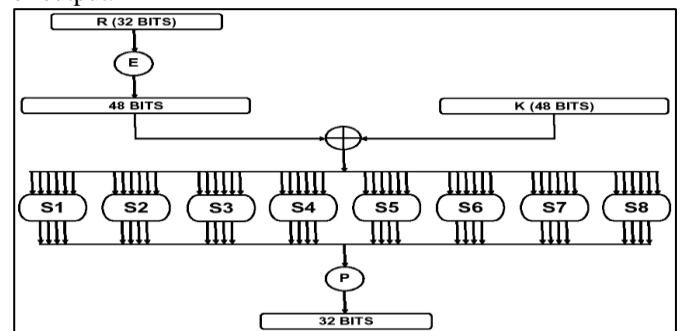 R (32 BITS)
E
48 BITS
K (48 BITS)
S1 S2 S3 S4 S5 S6 S7 S8
P
32 BITS